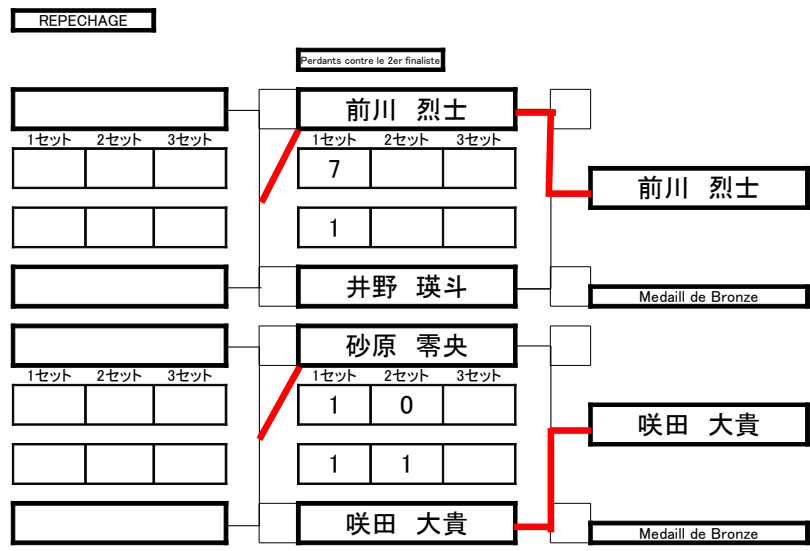 REPECHAGE
Perdants contre le 2er finaliste
前川 烈士
1セット 2セット 3セット 1セット 2セット 3セット
7
前川 烈士
1
井野 瑛斗
Medaill de Bronze
砂原 零央
1セット 2セット 3セット 1セット 2セット 3セット
1 0
咲田 大貴
1 1
咲田 大貴
Medaill de Bronze